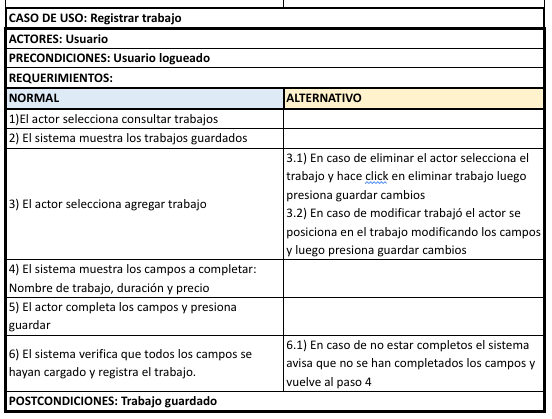 CASO DE USO: Registrar trabajo
ACTORES: Usuario
PRECONDICIONES: Usuario logueado
REQUERIMIENTOS:
NORMAL
ALTERNATIVO
1)El actor selecciona consultar trabajos
2) El sistema muestra los trabajos guardados
3) El actor selecciona agregar trabajo
3.1) En caso de eliminar el actor selecciona el
trabajo y hace click en eliminar trabajo luego
presiona guardar cambios
3.2) En caso de modificar trabajó el actor se
posiciona en el trabajo modificando los campos
y luego presiona guardar cambios
4) El sistema muestra los campos a completar:
Nombre de trabajo, duración y precio
5) El actor completa los campos y presiona
guardar
6) El sistema verifica que todos los campos se
hayan cargado y registra el trabajo.
6.1) En caso de no estar completos el sistema
avisa que no se han completados los campos y
vuelve al paso 4
POSTCONDICIONES: Trabajo guardado